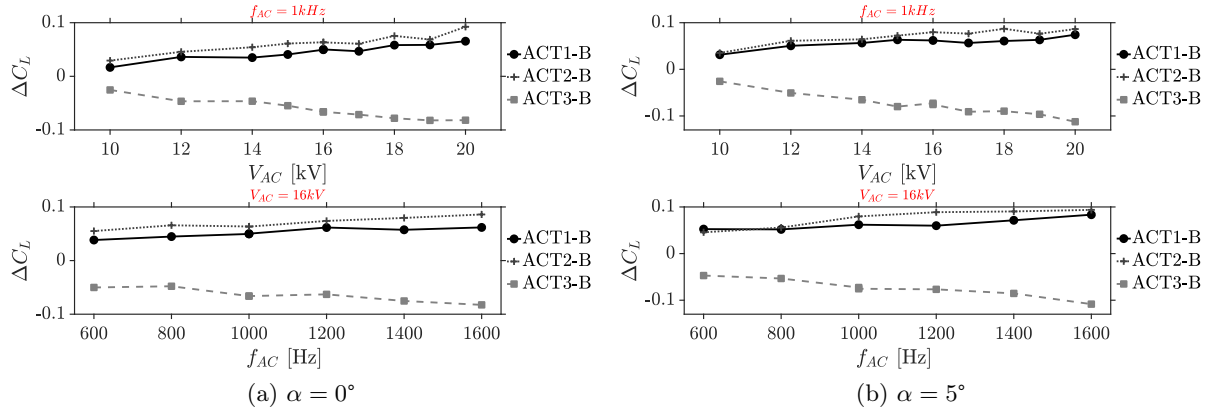 f_AC = 1kHz
0.1
0
-0.1
ΔC_L
10 12 14 16 18 20
V_AC [kV]
ACT1-B
ACT2-B
ACT3-B
V_AC = 16kV
0.1
0
-0.1
ΔC_L
600 800 1000 1200 1400 1600
f_AC [Hz]
ACT1-B
ACT2-B
ACT3-B
(a) α = 0°
f_AC = 1kHz
0.1
0
-0.1
ΔC_L
10 12 14 16 18 20
V_AC [kV]
ACT1-B
ACT2-B
ACT3-B
V_AC = 16kV
0.1
0
-0.1
ΔC_L
600 800 1000 1200 1400 1600
f_AC [Hz]
ACT1-B
ACT2-B
ACT3-B
(b) α = 5°